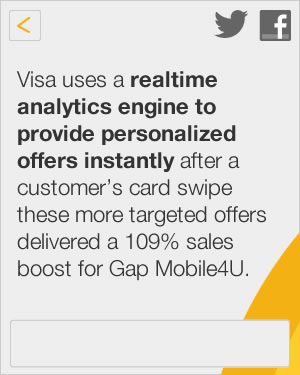 Visa uses a realtime
analytics engine to
provide personalized
offers instantly after a
customer's card swipe
these more targeted offers
delivered a 109% sales
boost for Gap Mobile4U.